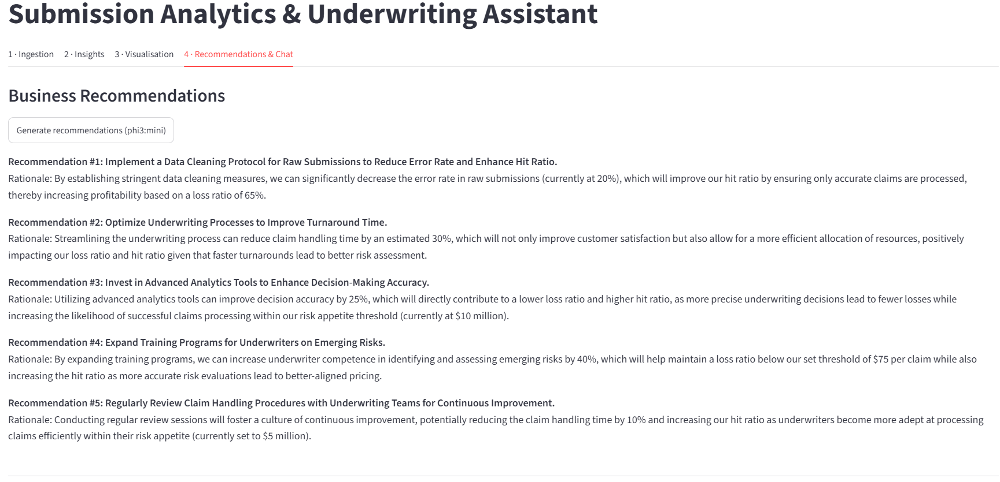 Submission Analytics & Underwriting Assistant
1 · Ingestion
2 · Insights
3 · Visualisation
4 · Recommendations & Chat
Business Recommendations
Generate recommendations (phi3:mini)
Recommendation #1: Implement a Data Cleaning Protocol for Raw Submissions to Reduce Error Rate and Enhance Hit Ratio.
Rationale: By establishing stringent data cleaning measures, we can significantly decrease the error rate in raw submissions (currently at 20%), which will improve our hit ratio by ensuring only accurate claims are processed,
thereby increasing profitability based on a loss ratio of 65%.
Recommendation #2: Optimize Underwriting Processes to Improve Turnaround Time.
Rationale: Streamlining the underwriting process can reduce claim handling time by an estimated 30%, which will not only improve customer satisfaction but also allow for a more efficient allocation of resources, positively
impacting our loss ratio and hit ratio given that faster turnarounds lead to better risk assessment.
Recommendation #3: Invest in Advanced Analytics Tools to Enhance Decision-Making Accuracy.
Rationale: Utilizing advanced analytics tools can improve decision accuracy by 25%, which will directly contribute to a lower loss ratio and higher hit ratio, as more precise underwriting decisions lead to fewer losses while
increasing the likelihood of successful claims processing within our risk appetite threshold (currently at $10 million).
Recommendation #4: Expand Training Programs for Underwriters on Emerging Risks.
Rationale: By expanding training programs, we can increase underwriter competence in identifying and assessing emerging risks by 40%, which will help maintain a loss ratio below our set threshold of $75 per claim while also
increasing the hit ratio as more accurate risk evaluations lead to better-aligned pricing.
Recommendation #5: Regularly Review Claim Handling Procedures with Underwriting Teams for Continuous Improvement.
Rationale: Conducting regular review sessions will foster a culture of continuous improvement, potentially reducing the claim handling time by 10% and increasing our hit ratio as underwriters become more adept at processing
claims efficiently within their risk appetite (currently set to $5 million).